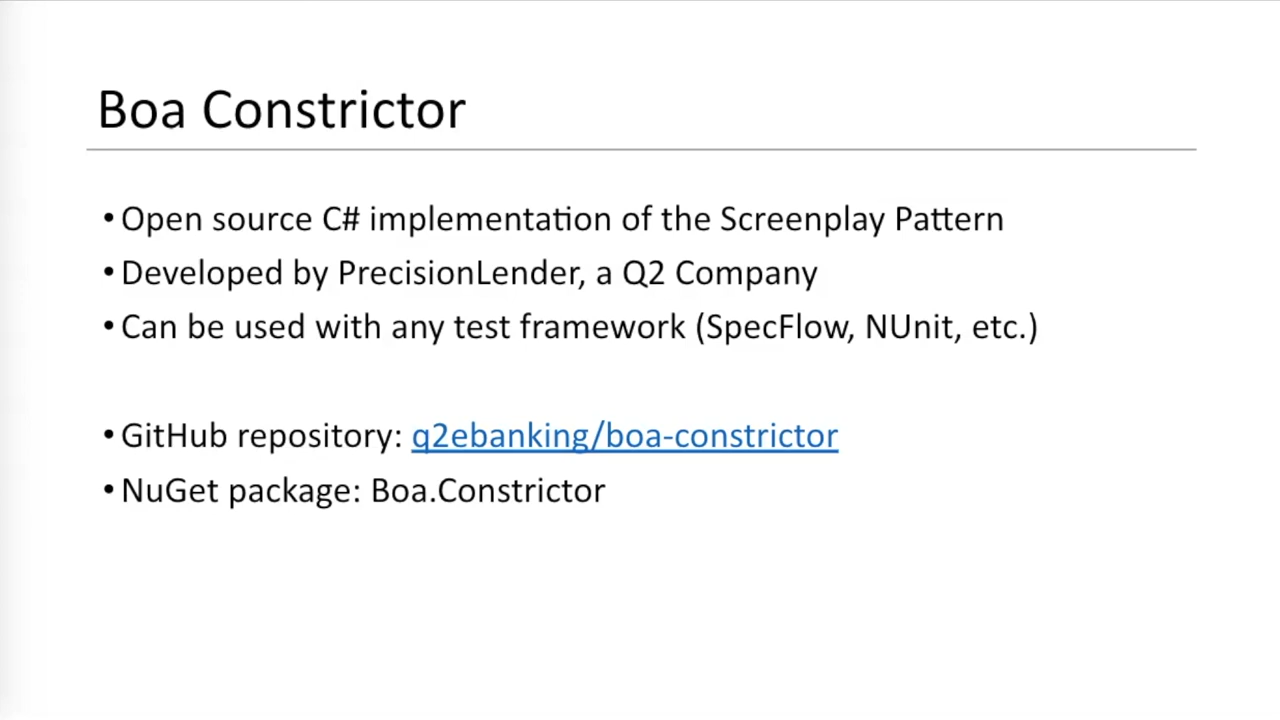 Boa Constrictor
• Open source C# implementation of the Screenplay Pattern
• Developed by PrecisionLender, a Q2 Company
• Can be used with any test framework (SpecFlow, NUnit, etc.)
• GitHub repository: q2ebanking/boa-constrictor
• NuGet package: Boa.Constrictor